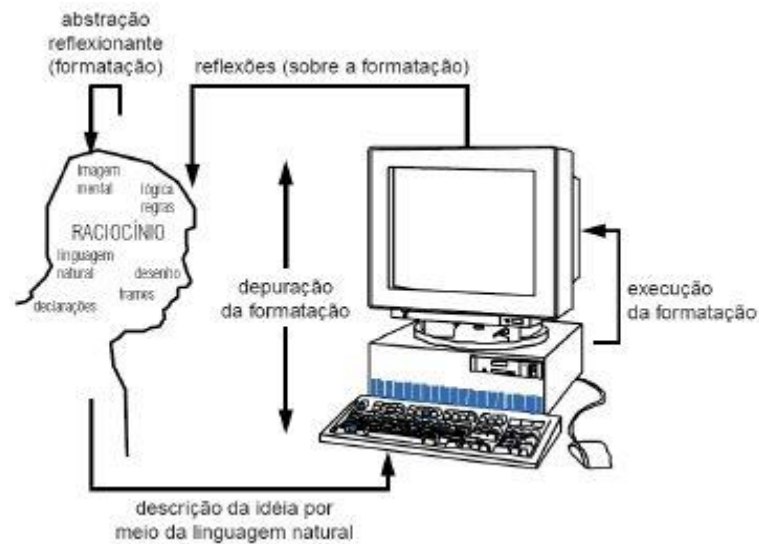 abstração
reflexionante
(formatação)
reflexões (sobre a formatação)
Imagem
mental
lógica
regras
RACIOCÍNIO
linguagem
natural
desenho
frames
declarações
depuração
da formatação
execução
da formatação
descrição da idéia por
meio da linguagem natural